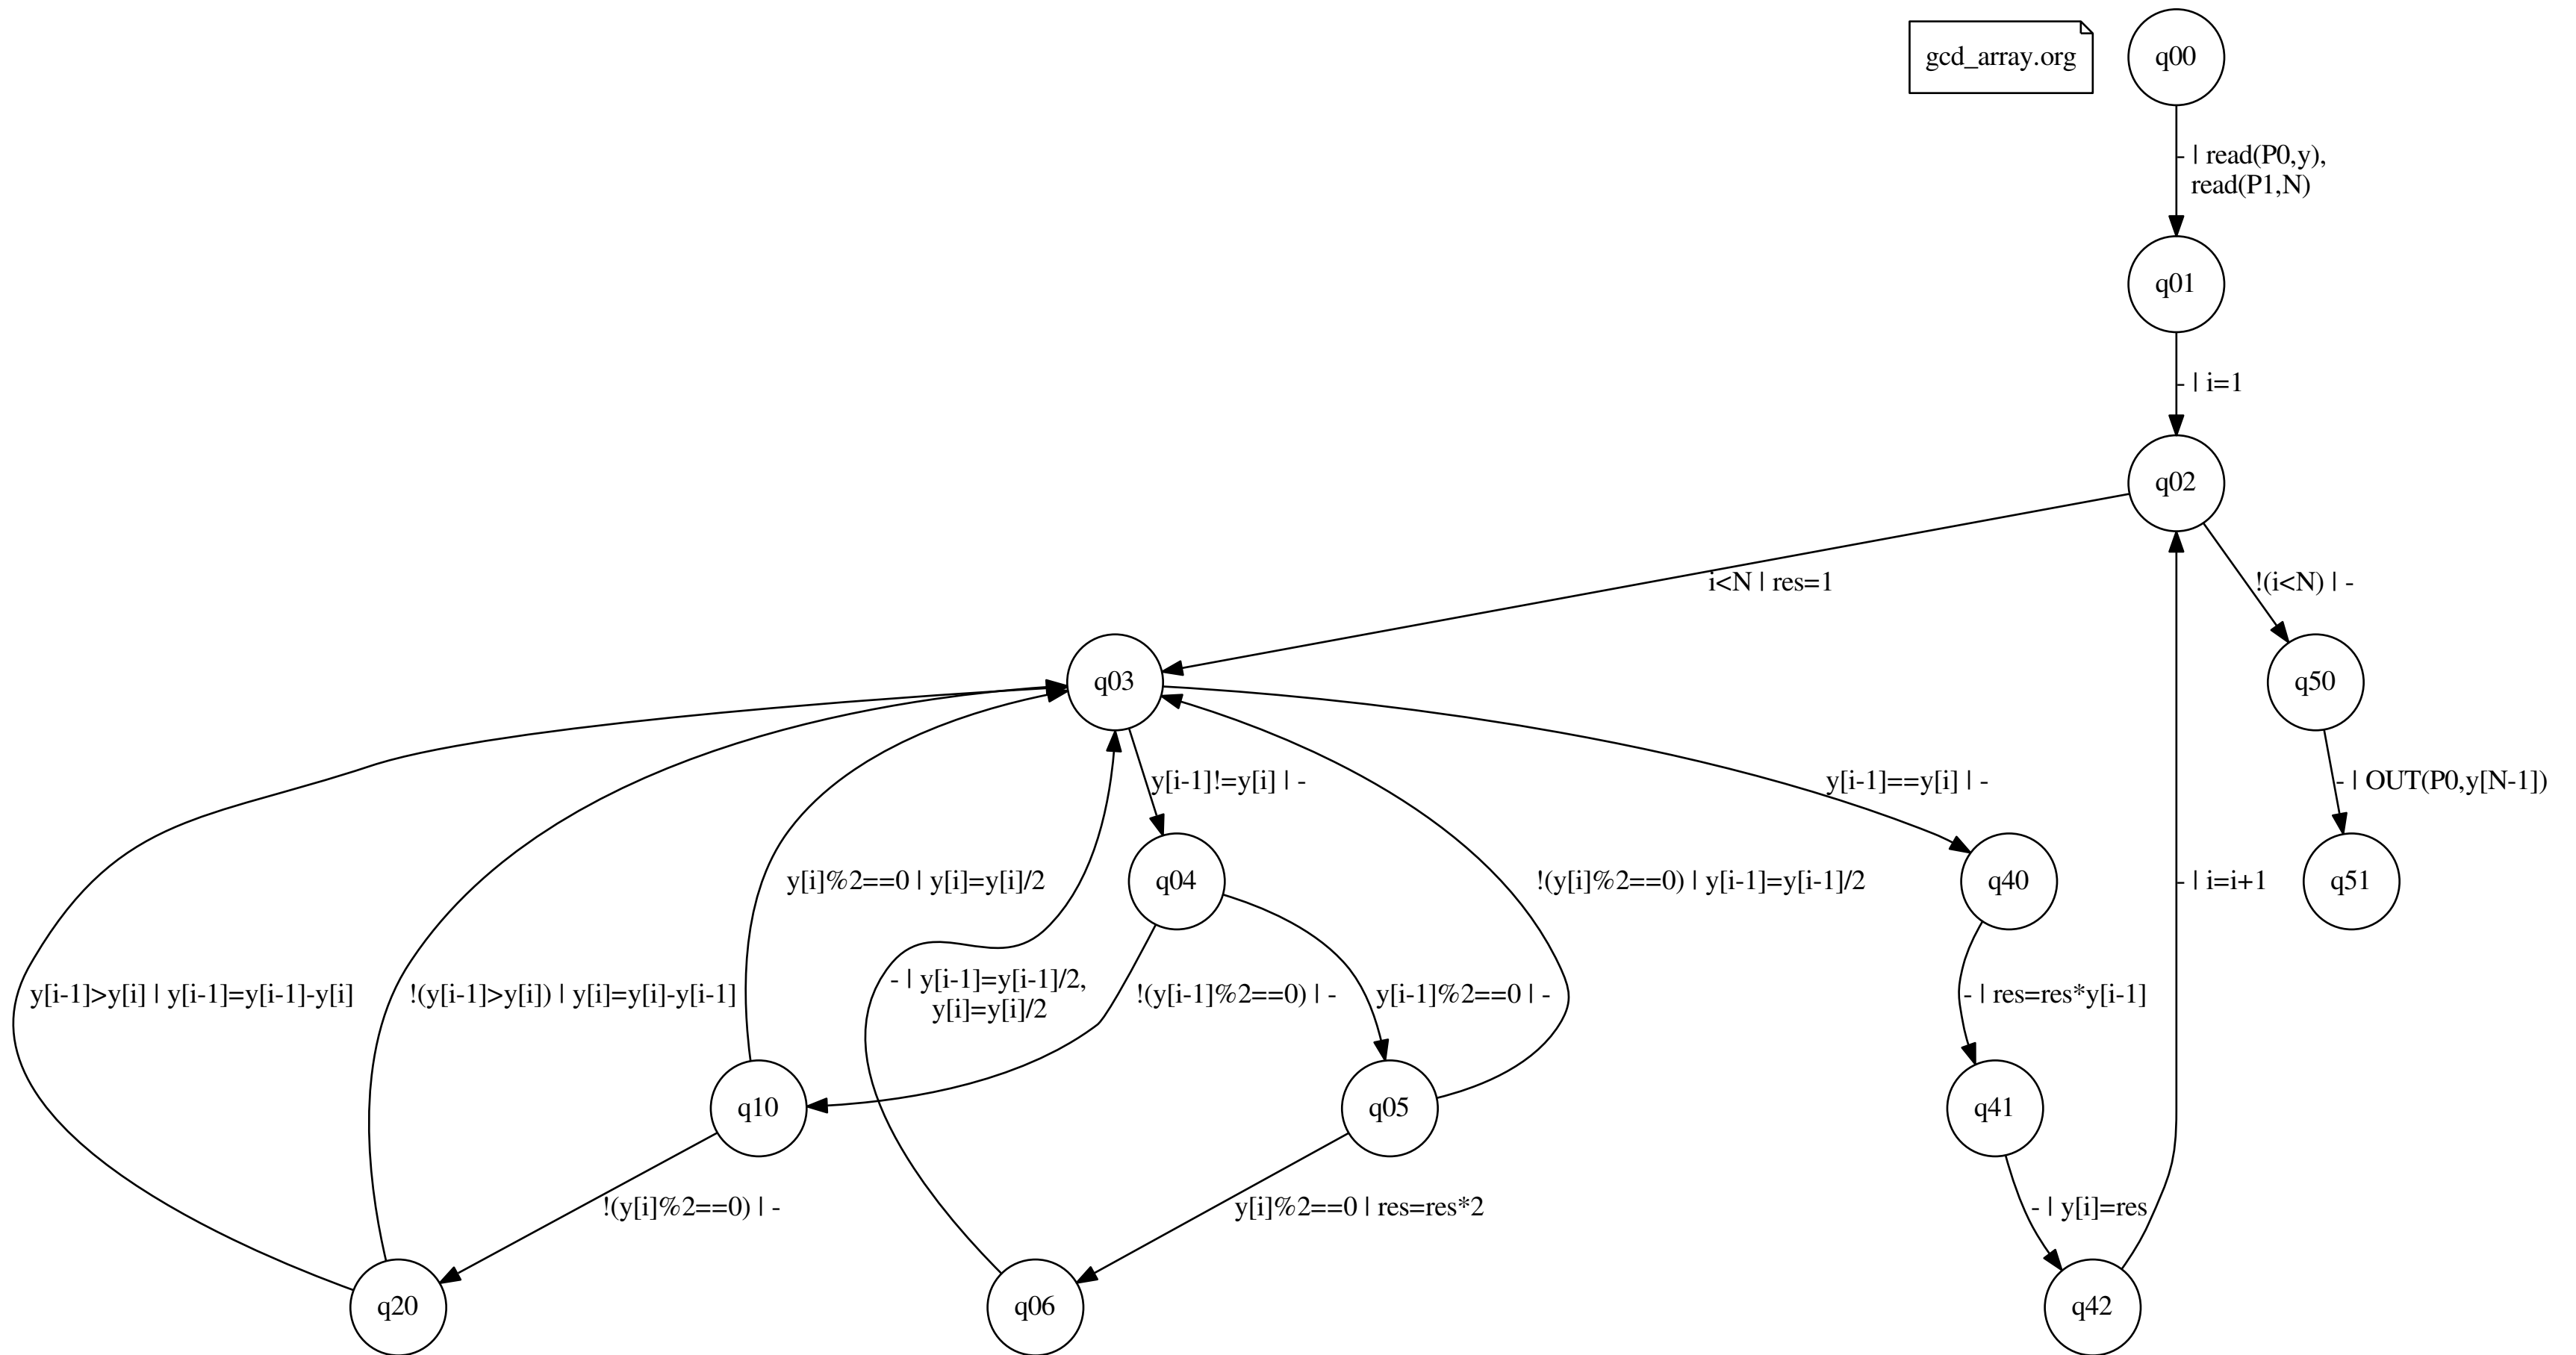 gcd_array.org
q00
- | read(P0,y),
read(P1,N)
q01
- | i=1
q02
i<N | res=1
!(i<N) | -
q03
q50
y[i-1]!=y[i] | -
y[i-1]==y[i] | -
- | OUT(P0,y[N-1])
y[i]%2==0 | y[i]=y[i]/2
q04
!(y[i]%2==0) | y[i-1]=y[i-1]/2
q40
- | i=i+1
q51
y[i-1]>y[i] | y[i-1]=y[i-1]-y[i]
!(y[i-1]>y[i]) | y[i]=y[i]-y[i-1]
- | y[i-1]=y[i-1]/2,
y[i]=y[i]/2
!(y[i-1]%2==0) | -
y[i-1]%2==0 | -
- | res=res*y[i-1]
q10
q05
q41
!(y[i]%2==0) | -
y[i]%2==0 | res=res*2
- | y[i]=res
q20
q06
q42